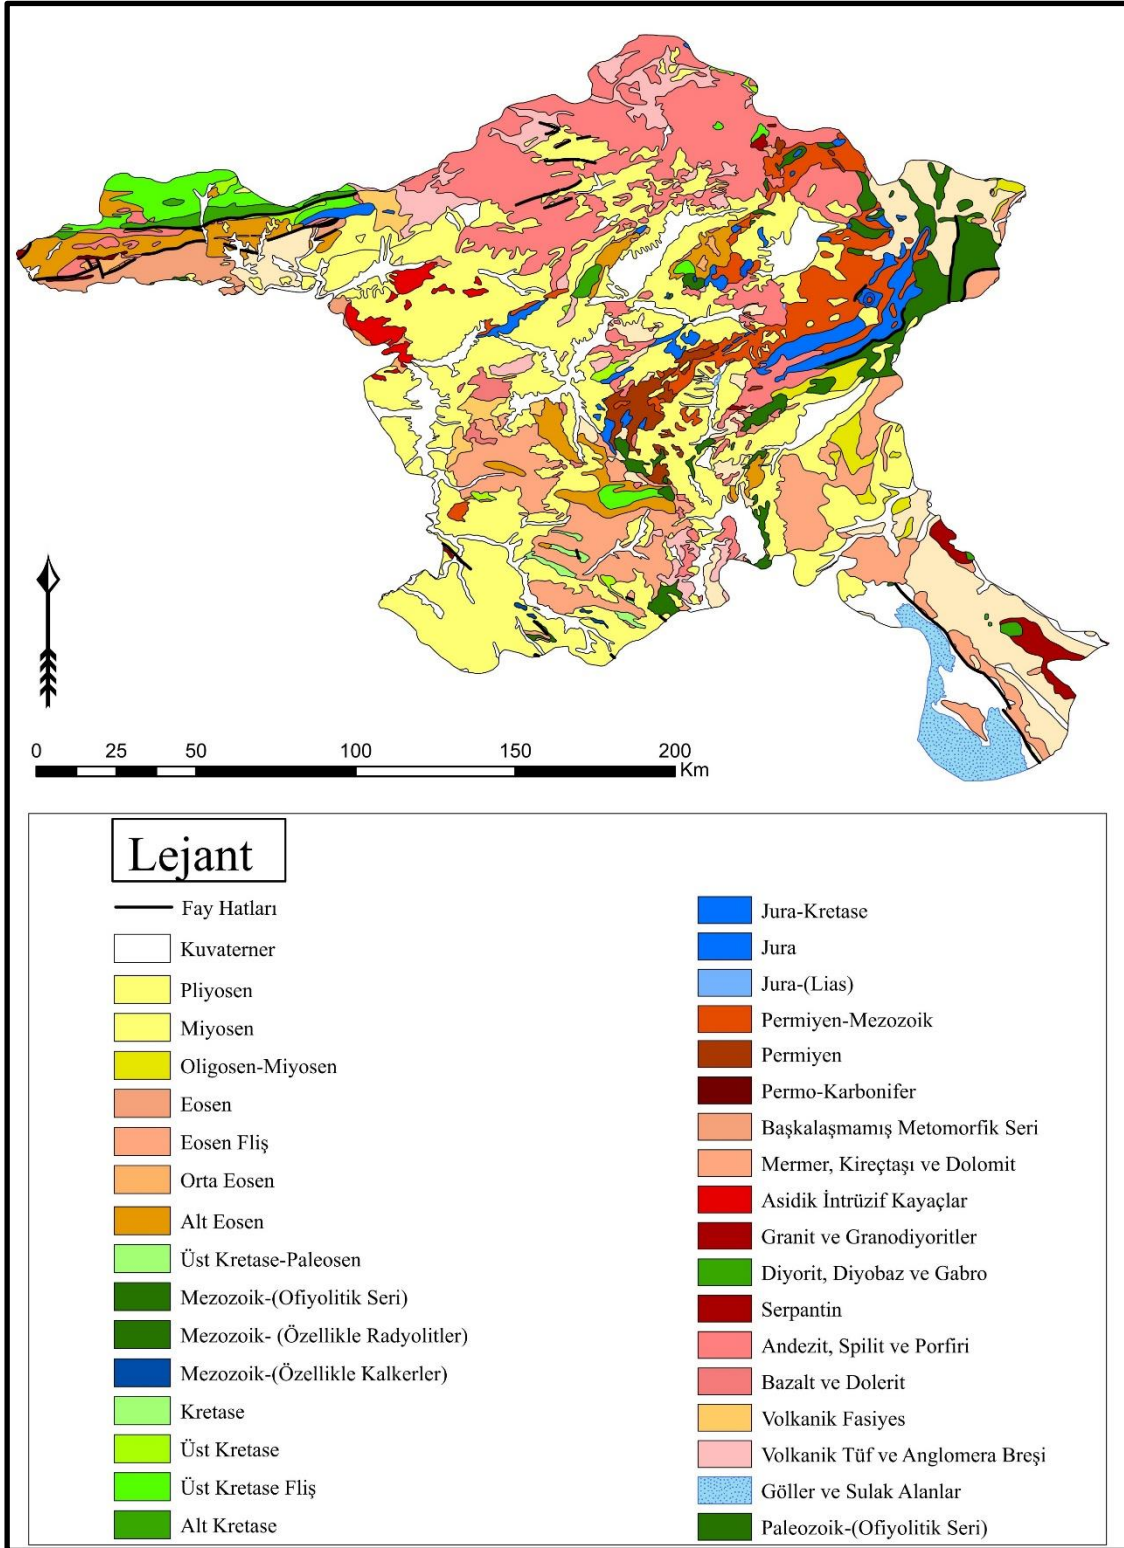 0 25 50 100 150 200
Km
Lejant
Fay Hatları
Kuvaterner
Pliyosen
Miyosen
Oligosen-Miyosen
Eosen
Eosen Fliş
Orta Eosen
Alt Eosen
Üst Kretase-Paleosen
Mezozoik-(Ofiyolitik Seri)
Mezozoik- (Özellikle Radyolitler)
Mezozoik-(Özellikle Kalkerler)
Kretase
Üst Kretase
Üst Kretase Fliş
Alt Kretase
Jura-Kretase
Jura
Jura-(Lias)
Permiyen-Mezozoik
Permiyen
Permo-Karbonifer
Başkalaşmamış Metomorfik Seri
Mermer, Kireçtaşı ve Dolomit
Asidik İntrüzif Kayaçlar
Granit ve Granodiyoritler
Diyorit, Diyobaz ve Gabro
Serpantin
Andezit, Spilit ve Porfiri
Bazalt ve Dolerit
Volkanik Fasiyes
Volkanik Tüf ve Anglomera Breşi
Göller ve Sulak Alanlar
Paleozoik-(Ofiyolitik Seri)